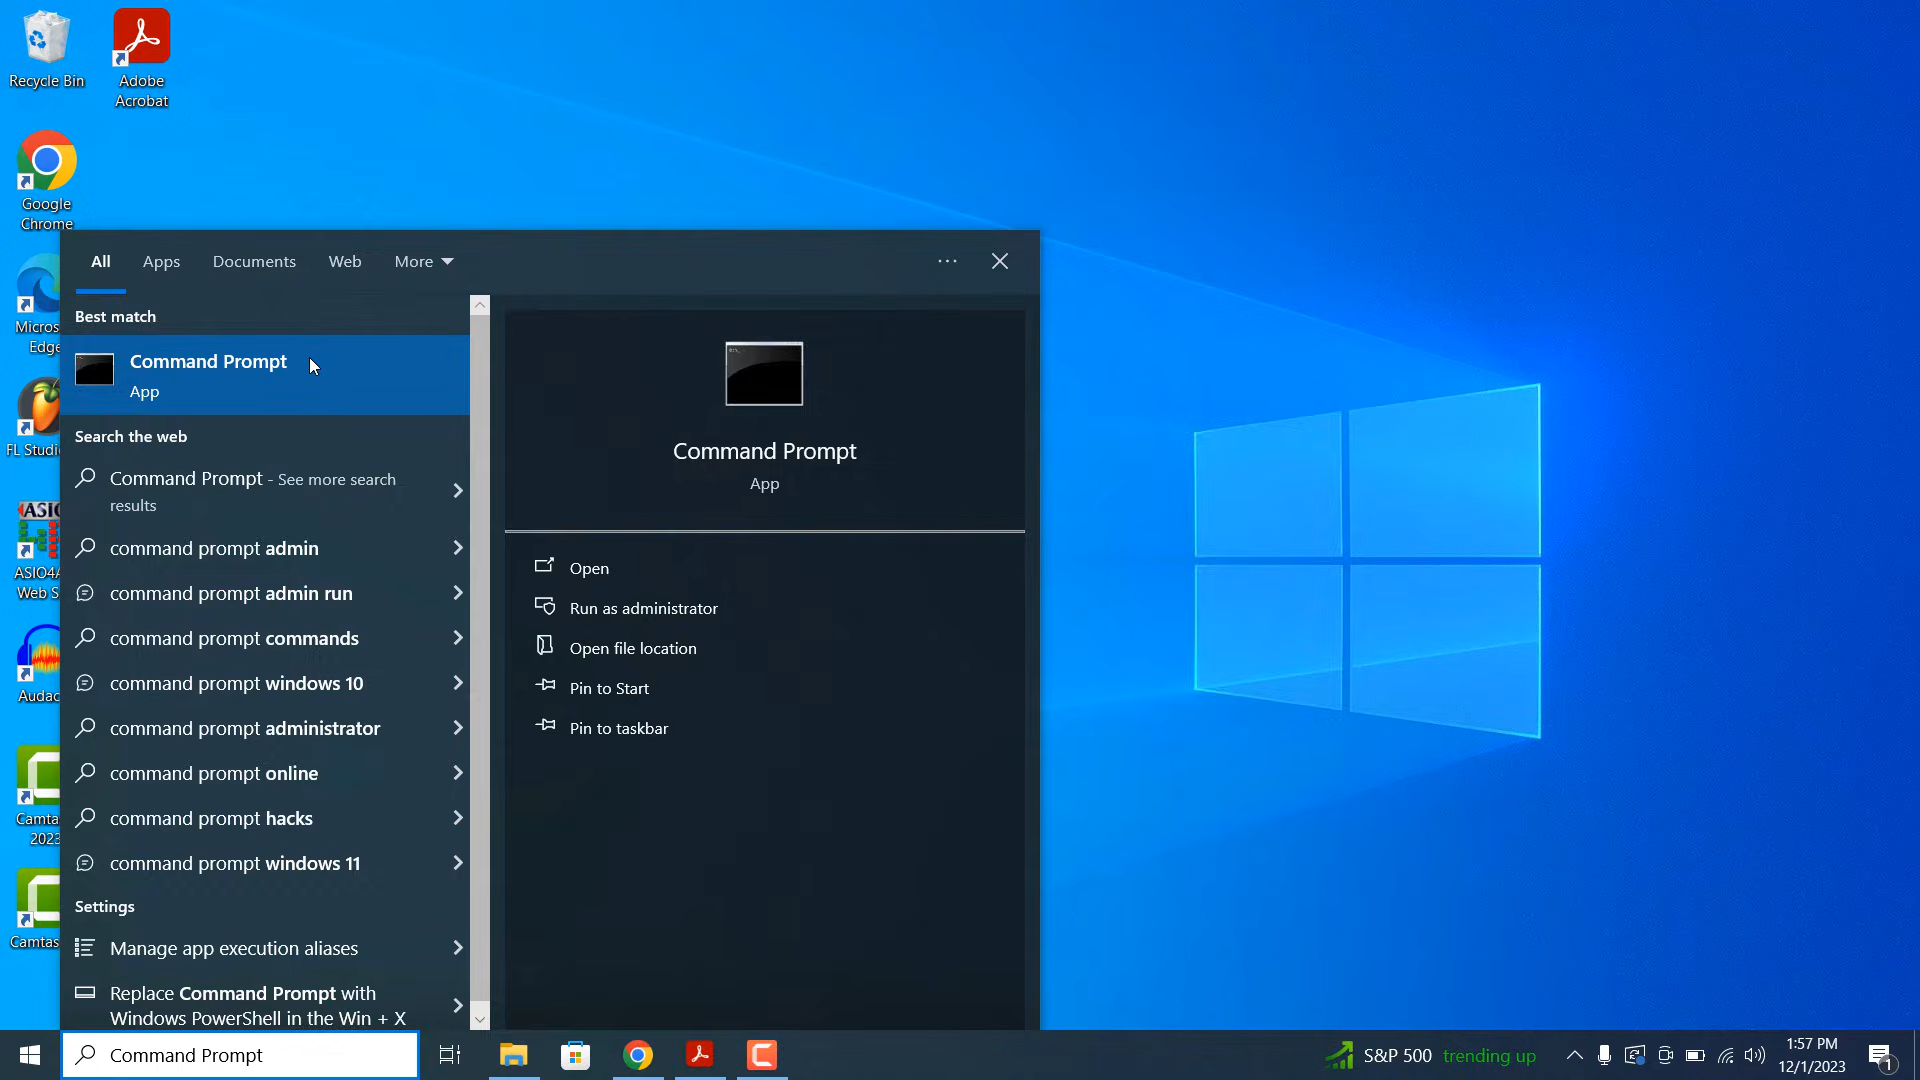 Recycle Bin
Adobe
Acrobat
Google
Chrome
Micros
Edge
FL Studi
ASIO
ASIO4A
Web S
Audac
Camta
2023
Camtas
All
Apps
Documents
Web
More
Best match
Command Prompt
App
Search the web
Command Prompt - See more search
results
command prompt admin
command prompt admin run
command prompt commands
command prompt windows 10
command prompt administrator
command prompt online
command prompt hacks
command prompt windows 11
Settings
Manage app execution aliases
Replace Command Prompt with
Windows PowerShell in the Win + X
Command Prompt
App
Open
Run as administrator
Open file location
Pin to Start
Pin to taskbar
Command Prompt
S&P 500 trending up
1:57 PM
12/1/2023
1